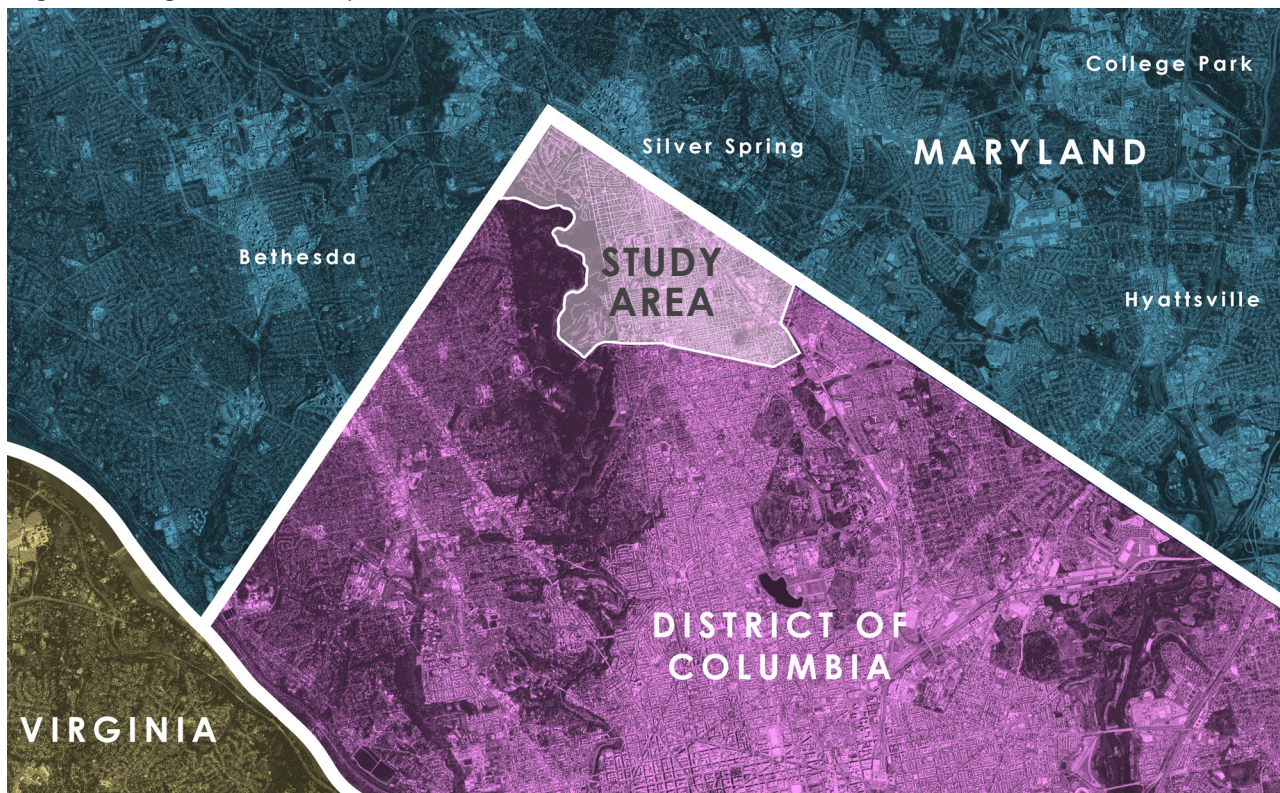 College Park
Silver Spring
MARYLAND
Bethesda
STUDY
AREA
Hyattsville
DISTRICT OF
COLUMBIA
VIRGINIA